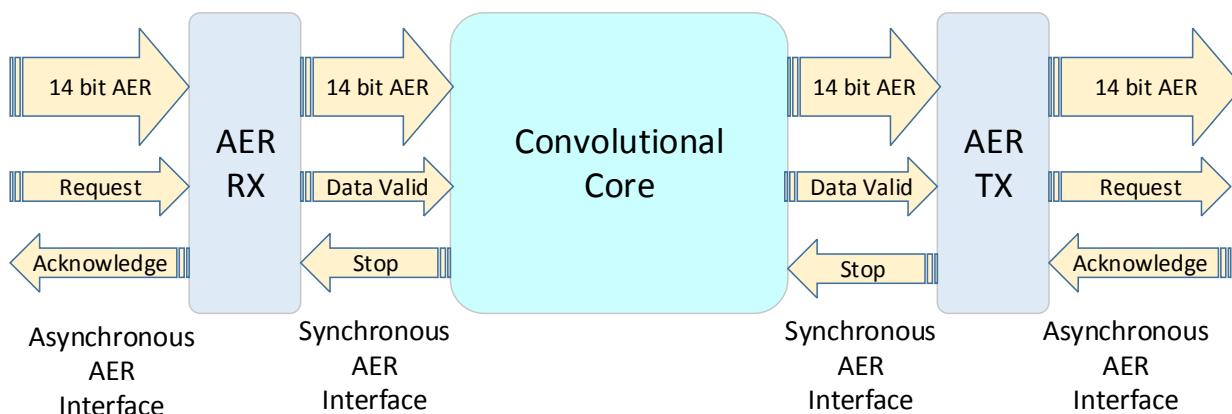 14 bit AER
Request
Acknowledge
AER
RX
14 bit AER
Data Valid
Stop
Convolutional
Core
14 bit AER
Data Valid
Stop
AER
TX
14 bit AER
Request
Acknowledge
Asynchronous
AER
Interface
Synchronous
AER
Interface
Synchronous
AER
Interface
Asynchronous
AER
Interface